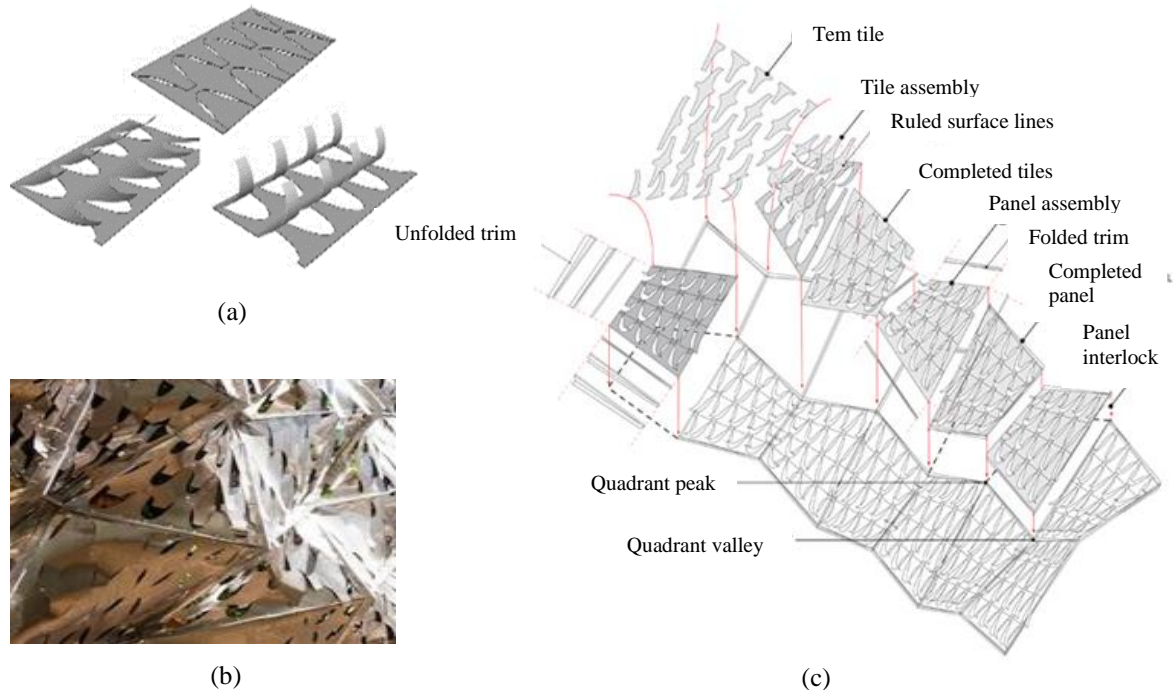 Tem tile
Tile assembly
Ruled surface lines
Completed tiles
Panel assembly
Unfolded trim
Folded trim
Completed
panel
Panel
interlock
(a)
Quadrant peak
Quadrant valley
(b)
(c)